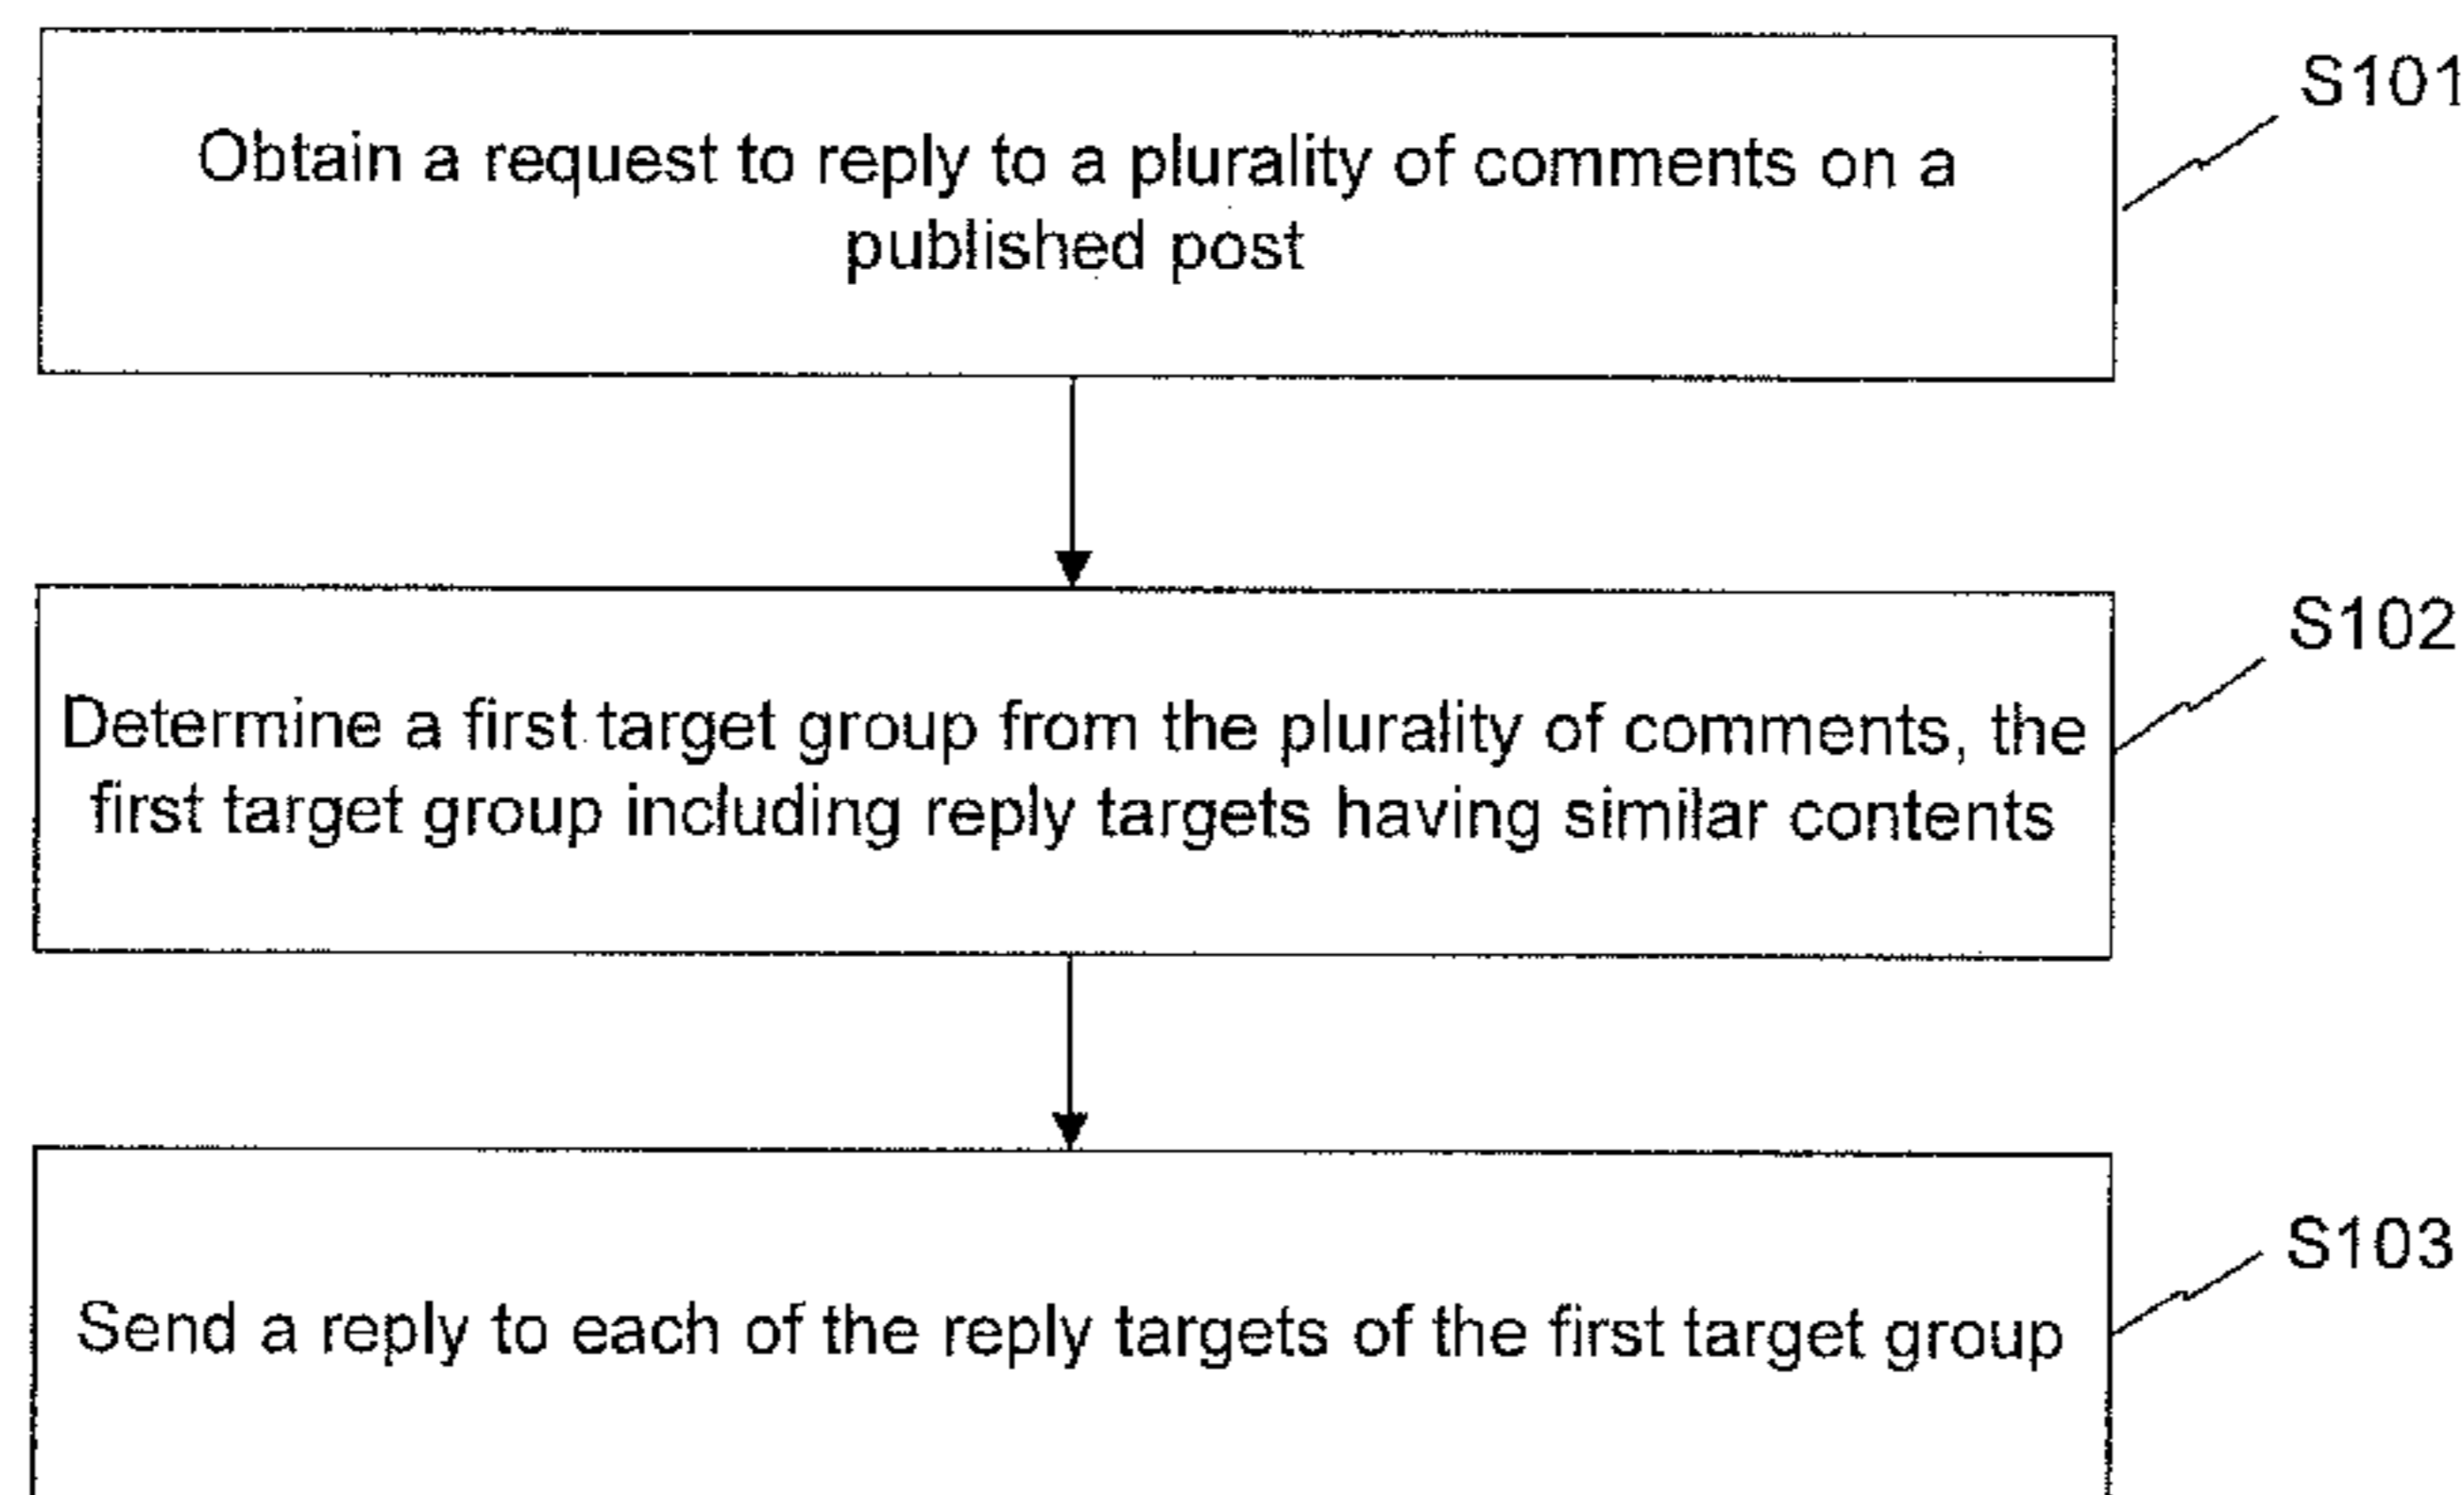 S101
Obtain a request to reply to a plurality of comments on a
published post
S102
Determine a first target group from the plurality of comments, the
first target group including reply targets having similar contents
S103
Send a reply to each of the reply targets of the first target group